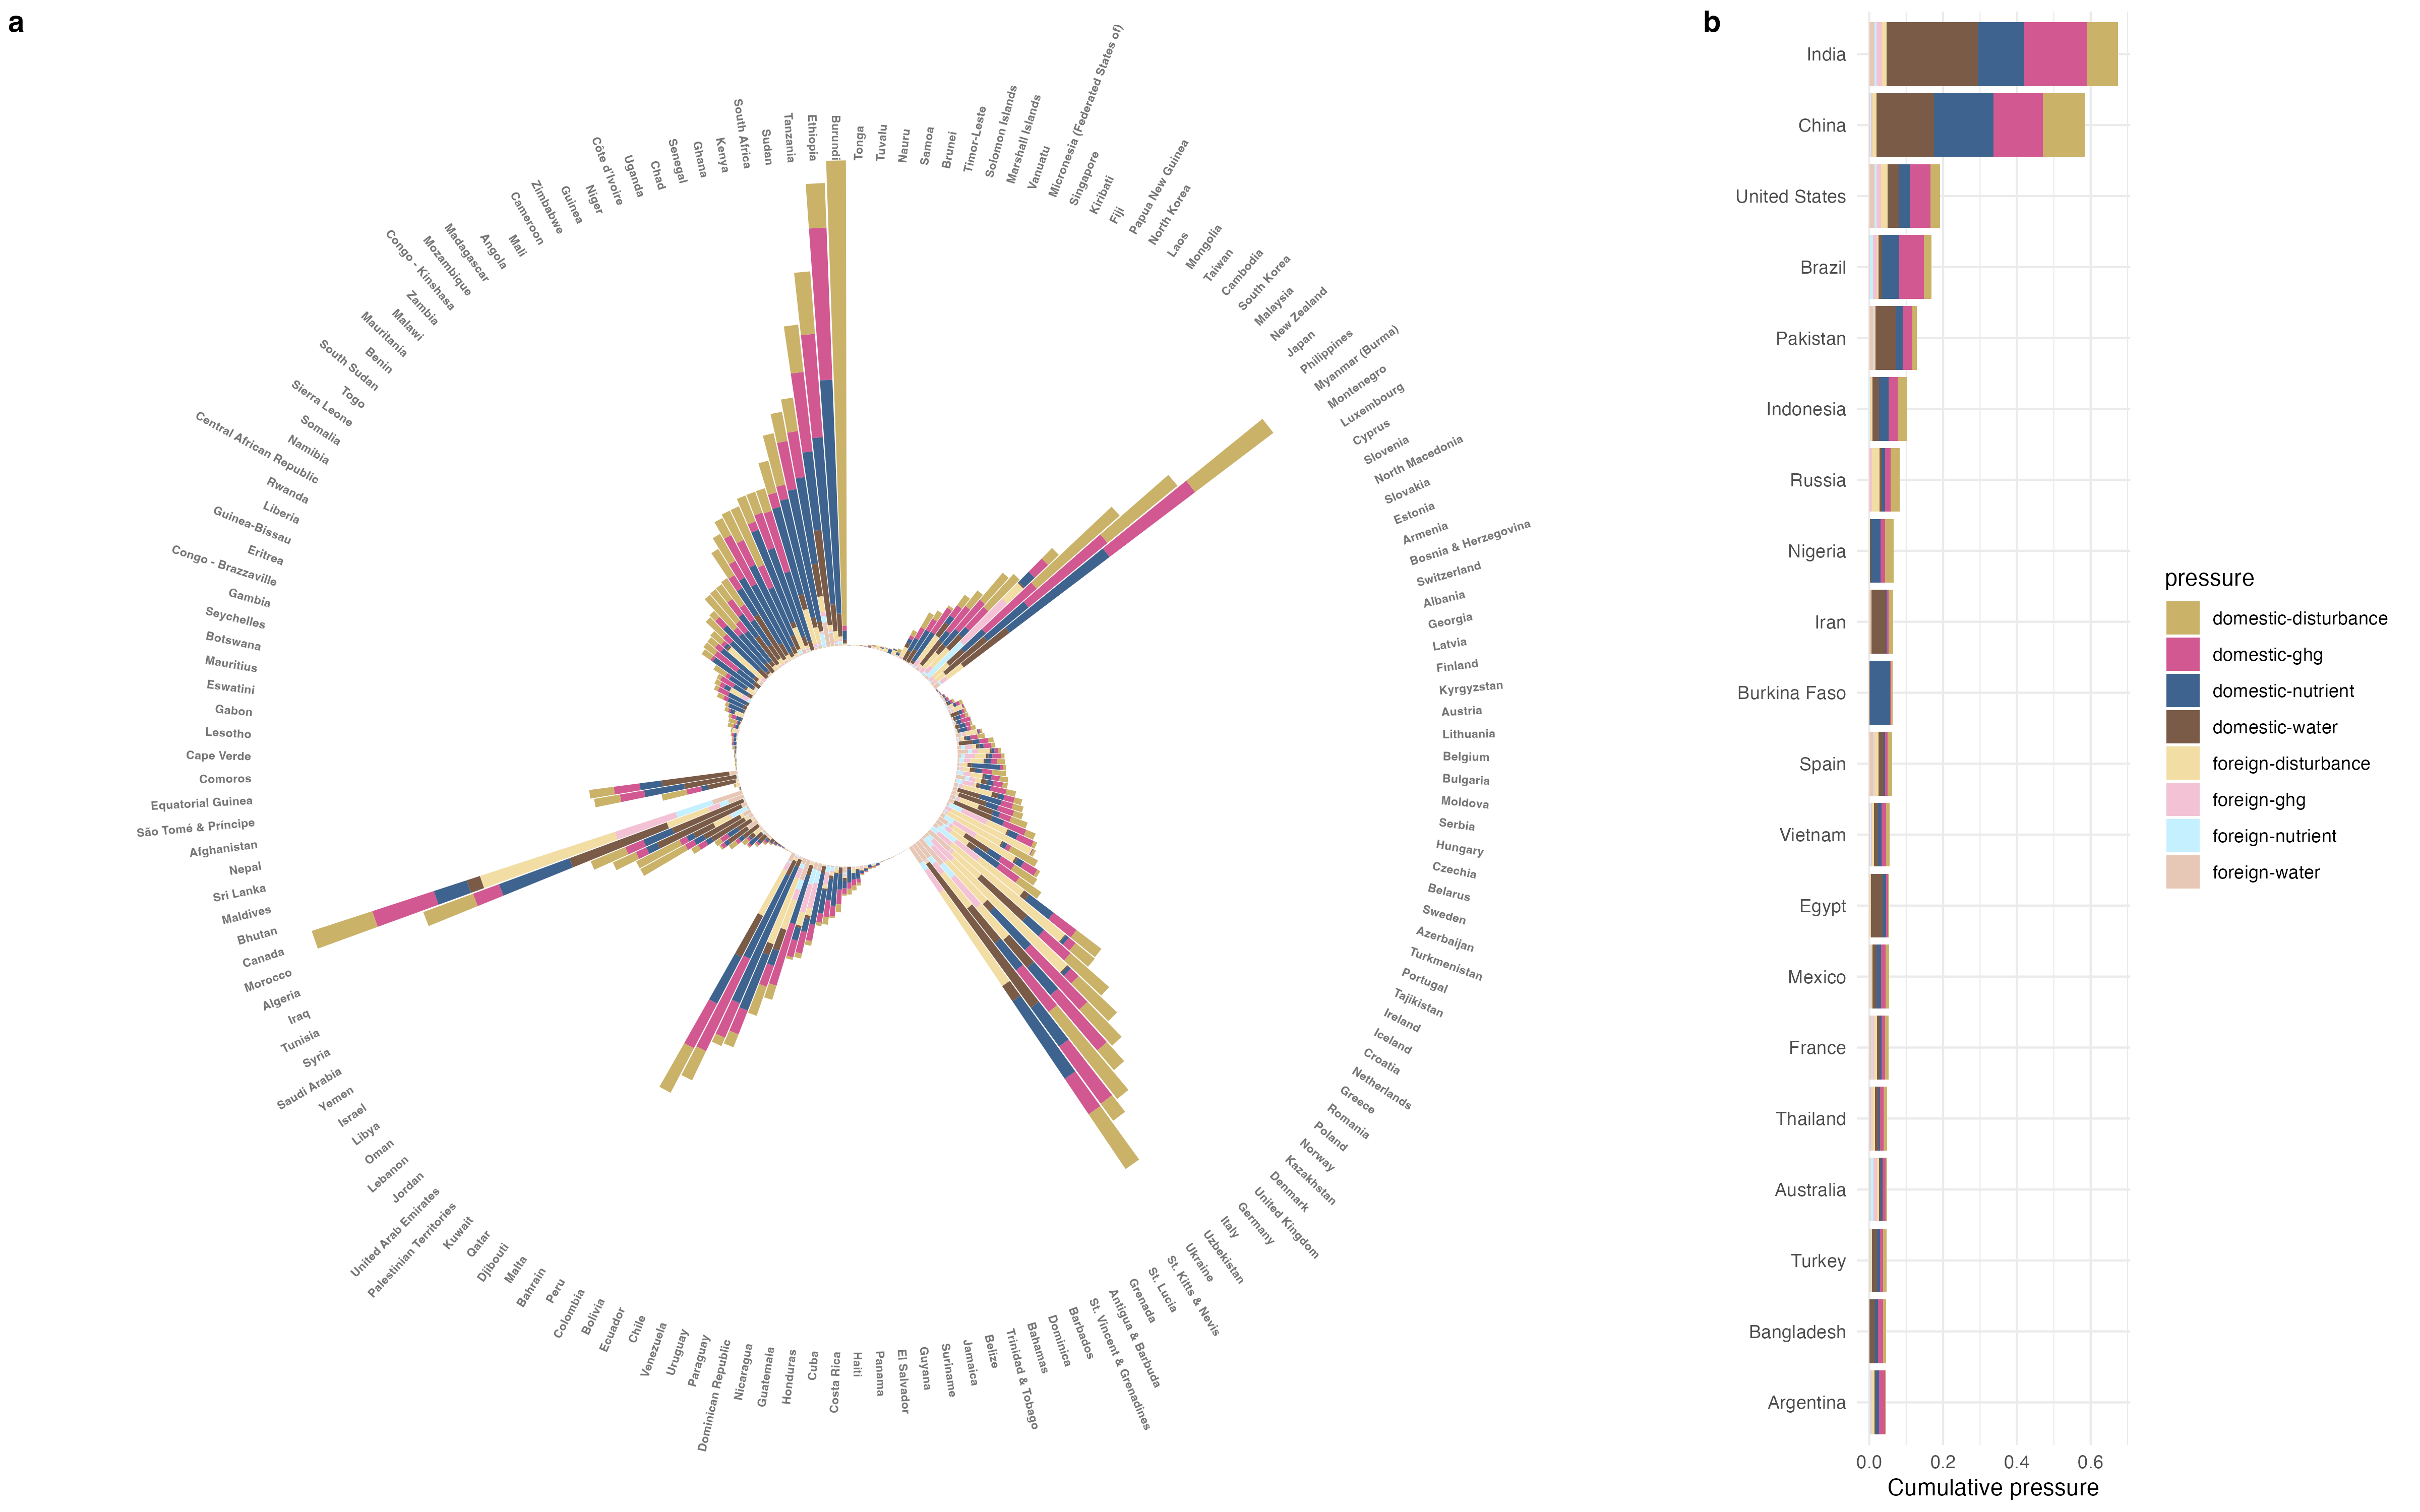 a
Burundi
Tonga
Tuvalu
Nauru
Samoa
Brunei
Timor-Leste
Solomon Islands
Marshall Islands
Vanuatu
Micronesia (Federated States of)
Singapore
Kiribati
Fiji
Papua New Guinea
North Korea
Laos
Mongolia
Taiwan
Cambodia
South Korea
Malaysia
New Zealand
Japan
Philippines
Myanmar (Burma)
Montenegro
Luxembourg
Cyprus
Slovenia
North Macedonia
Slovakia
Estonia
Armenia
Bosnia & Herzegovina
Switzerland
Albania
Georgia
Latvia
Finland
Kyrgyzstan
Austria
Lithuania
Belgium
Bulgaria
Moldova
Serbia
Hungary
Czechia
Belarus
Sweden
Azerbaijan
Turkmenistan
Portugal
Tajikistan
Ireland
Iceland
Croatia
Netherlands
Greece
Romania
Poland
Norway
Kazakhstan
Denmark
United Kingdom
Germany
Italy
Uzbekistan
Ukraine
St. Kitts & Nevis
St. Lucia
Grenada
Antigua & Barbuda
St. Vincent & Grenadines
Barbados
Dominica
Bahamas
Trinidad & Tobago
Belize
Jamaica
Suriname
Guyana
El Salvador
Panama
Haiti
Costa Rica
Cuba
Honduras
Guatemala
Nicaragua
Dominican Republic
Paraguay
Uruguay
Venezuela
Chile
Ecuador
Bolivia
Colombia
Peru
Bahrain
Malta
Djibouti
Qatar
Kuwait
Palestinian Territories
United Arab Emirates
Jordan
Lebanon
Oman
Libya
Israel
Yemen
Saudi Arabia
Syria
Tunisia
Iraq
Algeria
Morocco
Canada
Bhutan
Maldives
Sri Lanka
Nepal
Afghanistan
São Tomé & Príncipe
Equatorial Guinea
Comoros
Cape Verde
Lesotho
Gabon
Eswatini
Mauritius
Botswana
Seychelles
Gambia
Congo - Brazzaville
Eritrea
Guinea-Bissau
Liberia
Rwanda
Central African Republic
Namibia
Somalia
Sierra Leone
Togo
South Sudan
Benin
Mauritania
Malawi
Zambia
Congo - Kinshasa
Mozambique
Madagascar
Angola
Mali
Cameroon
Zimbabwe
Guinea
Niger
Côte d'Ivoire
Uganda
Chad
Senegal
Ghana
Kenya
South Africa
Sudan
Tanzania
Ethiopia
b
India
China
United States
Brazil
Pakistan
Indonesia
Russia
Nigeria
Iran
Burkina Faso
Spain
Vietnam
Egypt
Mexico
France
Thailand
Australia
Turkey
Bangladesh
Argentina
0.0 0.2 0.4 0.6
Cumulative pressure
pressure
domestic-disturbance
domestic-ghg
domestic-nutrient
domestic-water
foreign-disturbance
foreign-ghg
foreign-nutrient
foreign-water